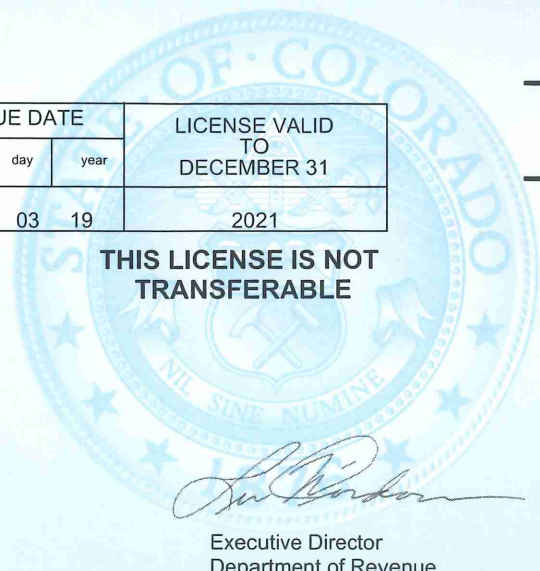 UE DATE
LICENSE VALID
TO
DECEMBER 31
day year
03 19 2021
THIS LICENSE IS NOT
TRANSFERABLE
STATE OF COLORADO
NIL SINE NUMINE
Executive Director
Department of Revenue